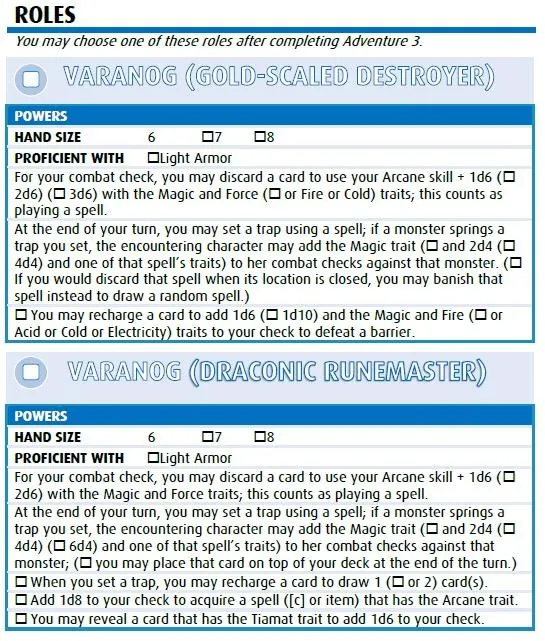 ROLES
You may choose one of these roles after completing Adventure 3.
☐ VARANOG (GOLD-SCALED DESTROYER)
POWERS
HAND SIZE 6 ☐7 ☐8
PROFICIENT WITH ☐Light Armor
For your combat check, you may discard a card to use your Arcane skill + 1d6 (☐
2d6) (☐ 3d6) with the Magic and Force (☐ or Fire or Cold) traits; this counts as
playing a spell.
At the end of your turn, you may set a trap using a spell; if a monster springs a
trap you set, the encountering character may add the Magic trait (☐ and 2d4 (☐
4d4) and one of that spell's traits) to her combat checks against that monster. (☐
If you would discard that spell when its location is closed, you may banish that
spell instead to draw a random spell.)
☐ You may recharge a card to add 1d6 (☐ 1d10) and the Magic and Fire (☐ or
Acid or Cold or Electricity) traits to your check to defeat a barrier.
☐ VARANOG (DRACONIC RUNEMASTER)
POWERS
HAND SIZE 6 ☐7 ☐8
PROFICIENT WITH ☐Light Armor
For your combat check, you may discard a card to use your Arcane skill + 1d6 (☐
2d6) with the Magic and Force traits; this counts as playing a spell.
At the end of your turn, you may set a trap using a spell; if a monster springs a
trap you set, the encountering character may add the Magic trait (☐ and 2d4 (☐
4d4) (☐ 6d4) and one of that spell's traits) to her combat checks against that
monster; (☐ you may place that card on top of your deck at the end of the turn.)
☐ When you set a trap, you may recharge a card to draw 1 (☐ or 2) card(s).
☐ Add 1d8 to your check to acquire a spell ([c] or item) that has the Arcane trait.
☐ You may reveal a card that has the Tiamat trait to add 1d6 to your check.